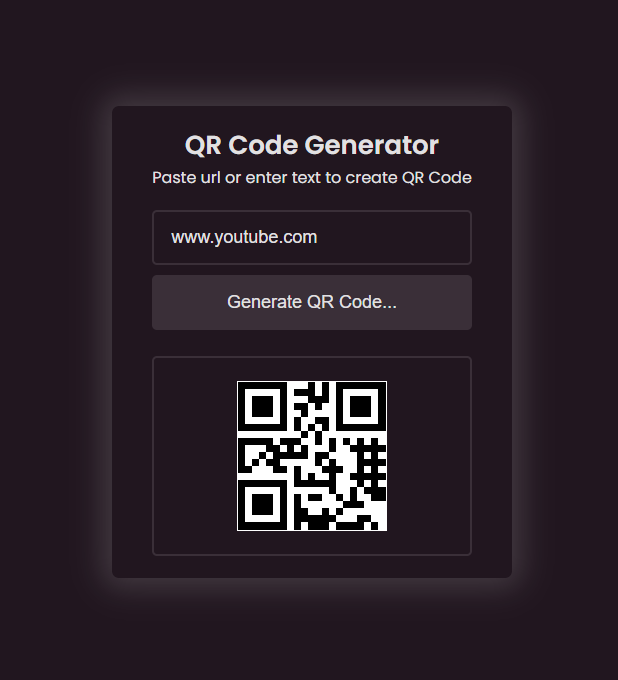 QR Code Generator
Paste url or enter text to create QR Code
www.youtube.com
Generate QR Code...